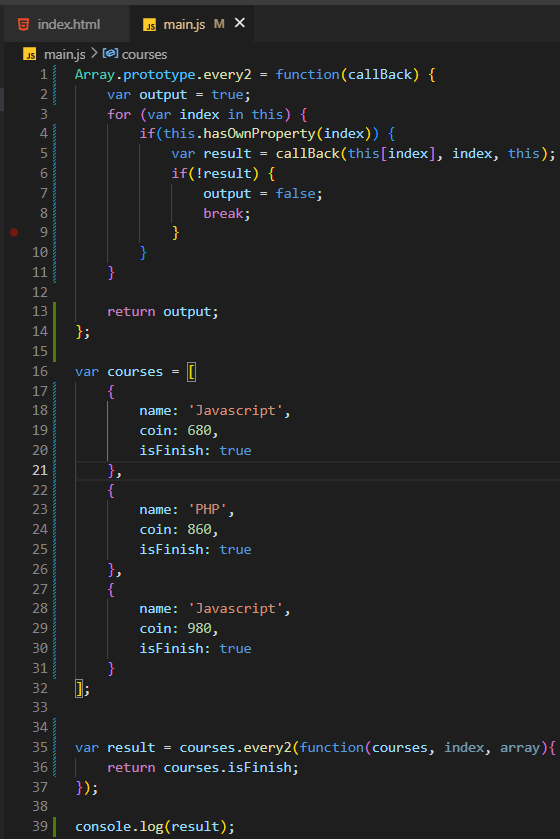 index.html
main.js M
main.js > courses
1 Array.prototype.every2 = function(callBack) {
2     var output = true;
3     for (var index in this) {
4         if(this.hasOwnProperty(index)) {
5             var result = callBack(this[index], index, this);
6             if(!result) {
7                 output = false;
8                 break;
9             }
10         }
11     }
12
13     return output;
14 };
15
16 var courses = [
17     {
18         name: 'Javascript',
19         coin: 680,
20         isFinish: true
21     },
22     {
23         name: 'PHP',
24         coin: 860,
25         isFinish: true
26     },
27     {
28         name: 'Javascript',
29         coin: 980,
30         isFinish: true
31     }
32 ];
33
34
35 var result = courses.every2(function(courses, index, array){
36     return courses.isFinish;
37 });
38
39 console.log(result);